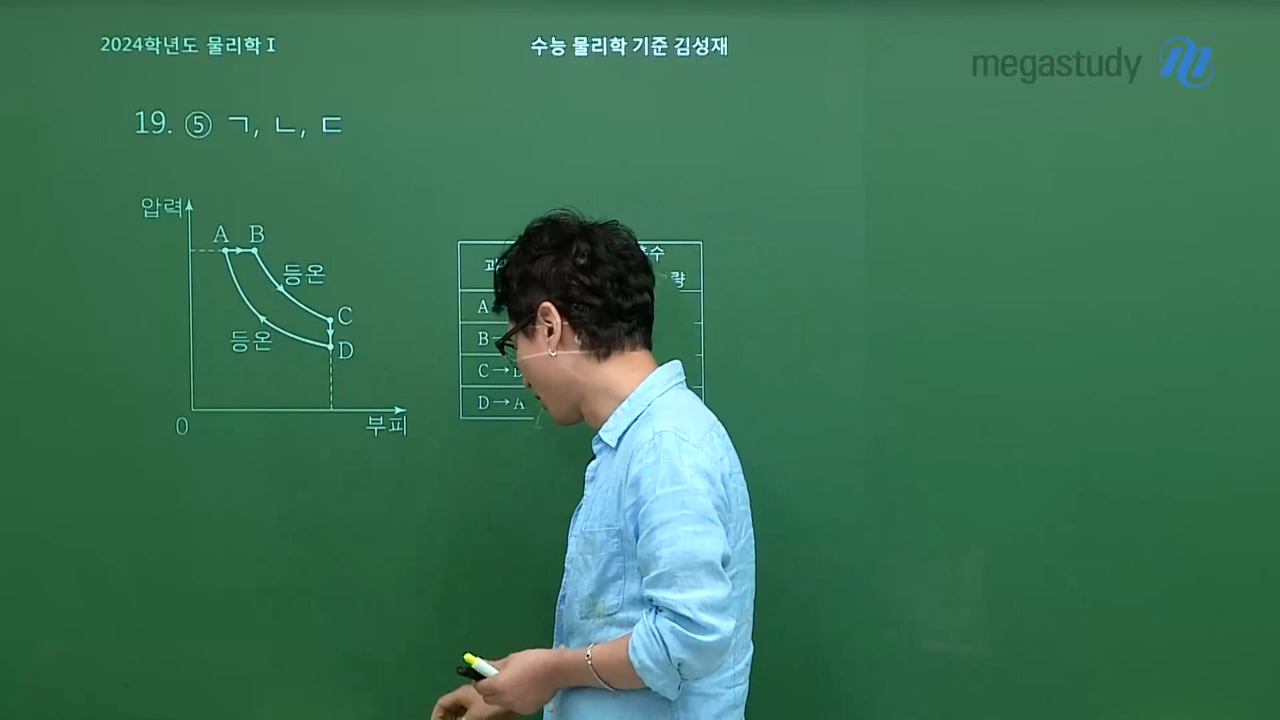 2024학년도 물리학 I
수능 물리학 기준 김성재
megastudy
19. ⑤ ㄱ, ㄴ, ㄷ
압력
A B
등온
C
등온
D
0
부피
량
A
B
C→
D→A